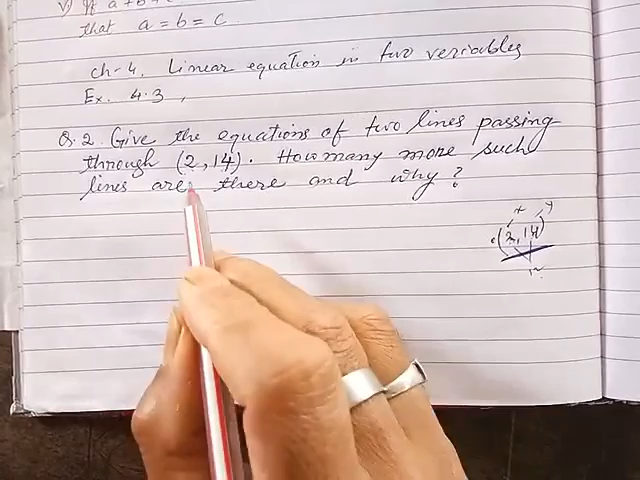 that a = b = c
ch-4, Linear equation in two veriables
Ex. 4.3,
Q.2. Give the equations of two lines passing
through (2,14). How many more such
lines are there and why?
x y
(2,14)